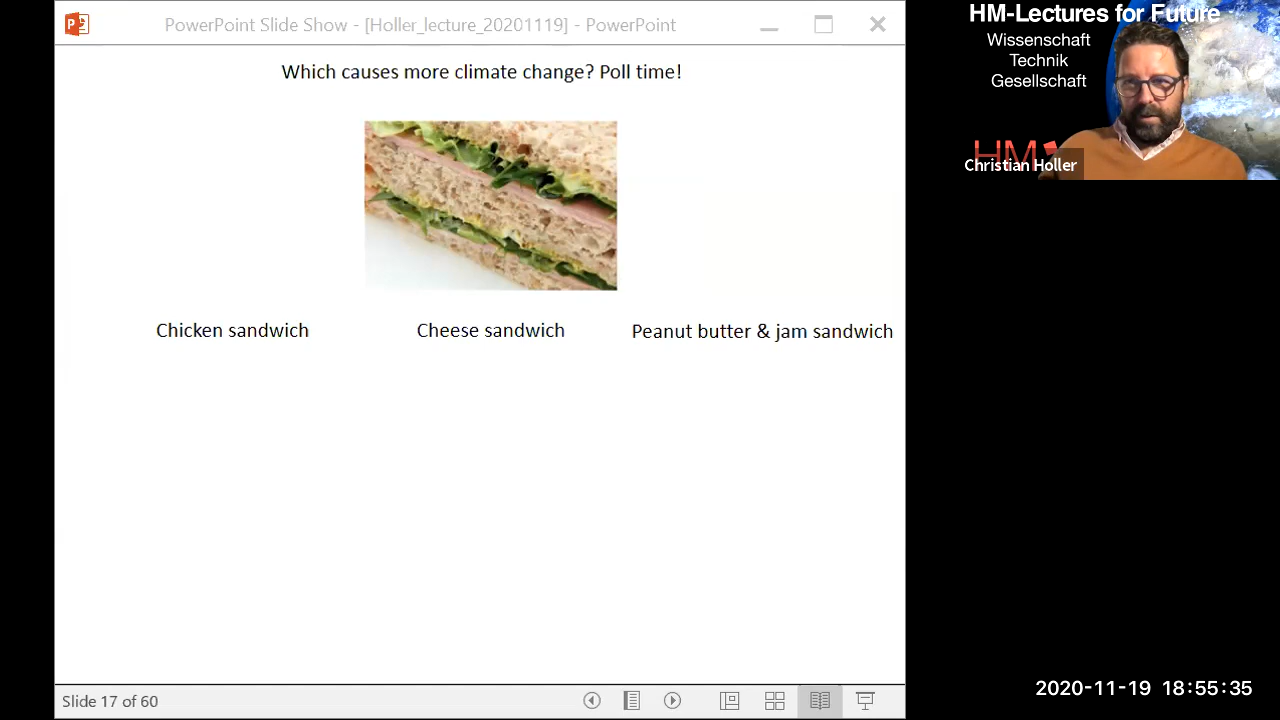 PowerPoint Slide Show - [Holler_lecture_20201119] - PowerPoint
Which causes more climate change? Poll time!
Chicken sandwich
Cheese sandwich
Peanut butter & jam sandwich
Slide 17 of 60
HM-Lectures for Future
Wissenschaft
Technik
Gesellschaft
HM
Christian Holler
2020-11-19 18:55:35